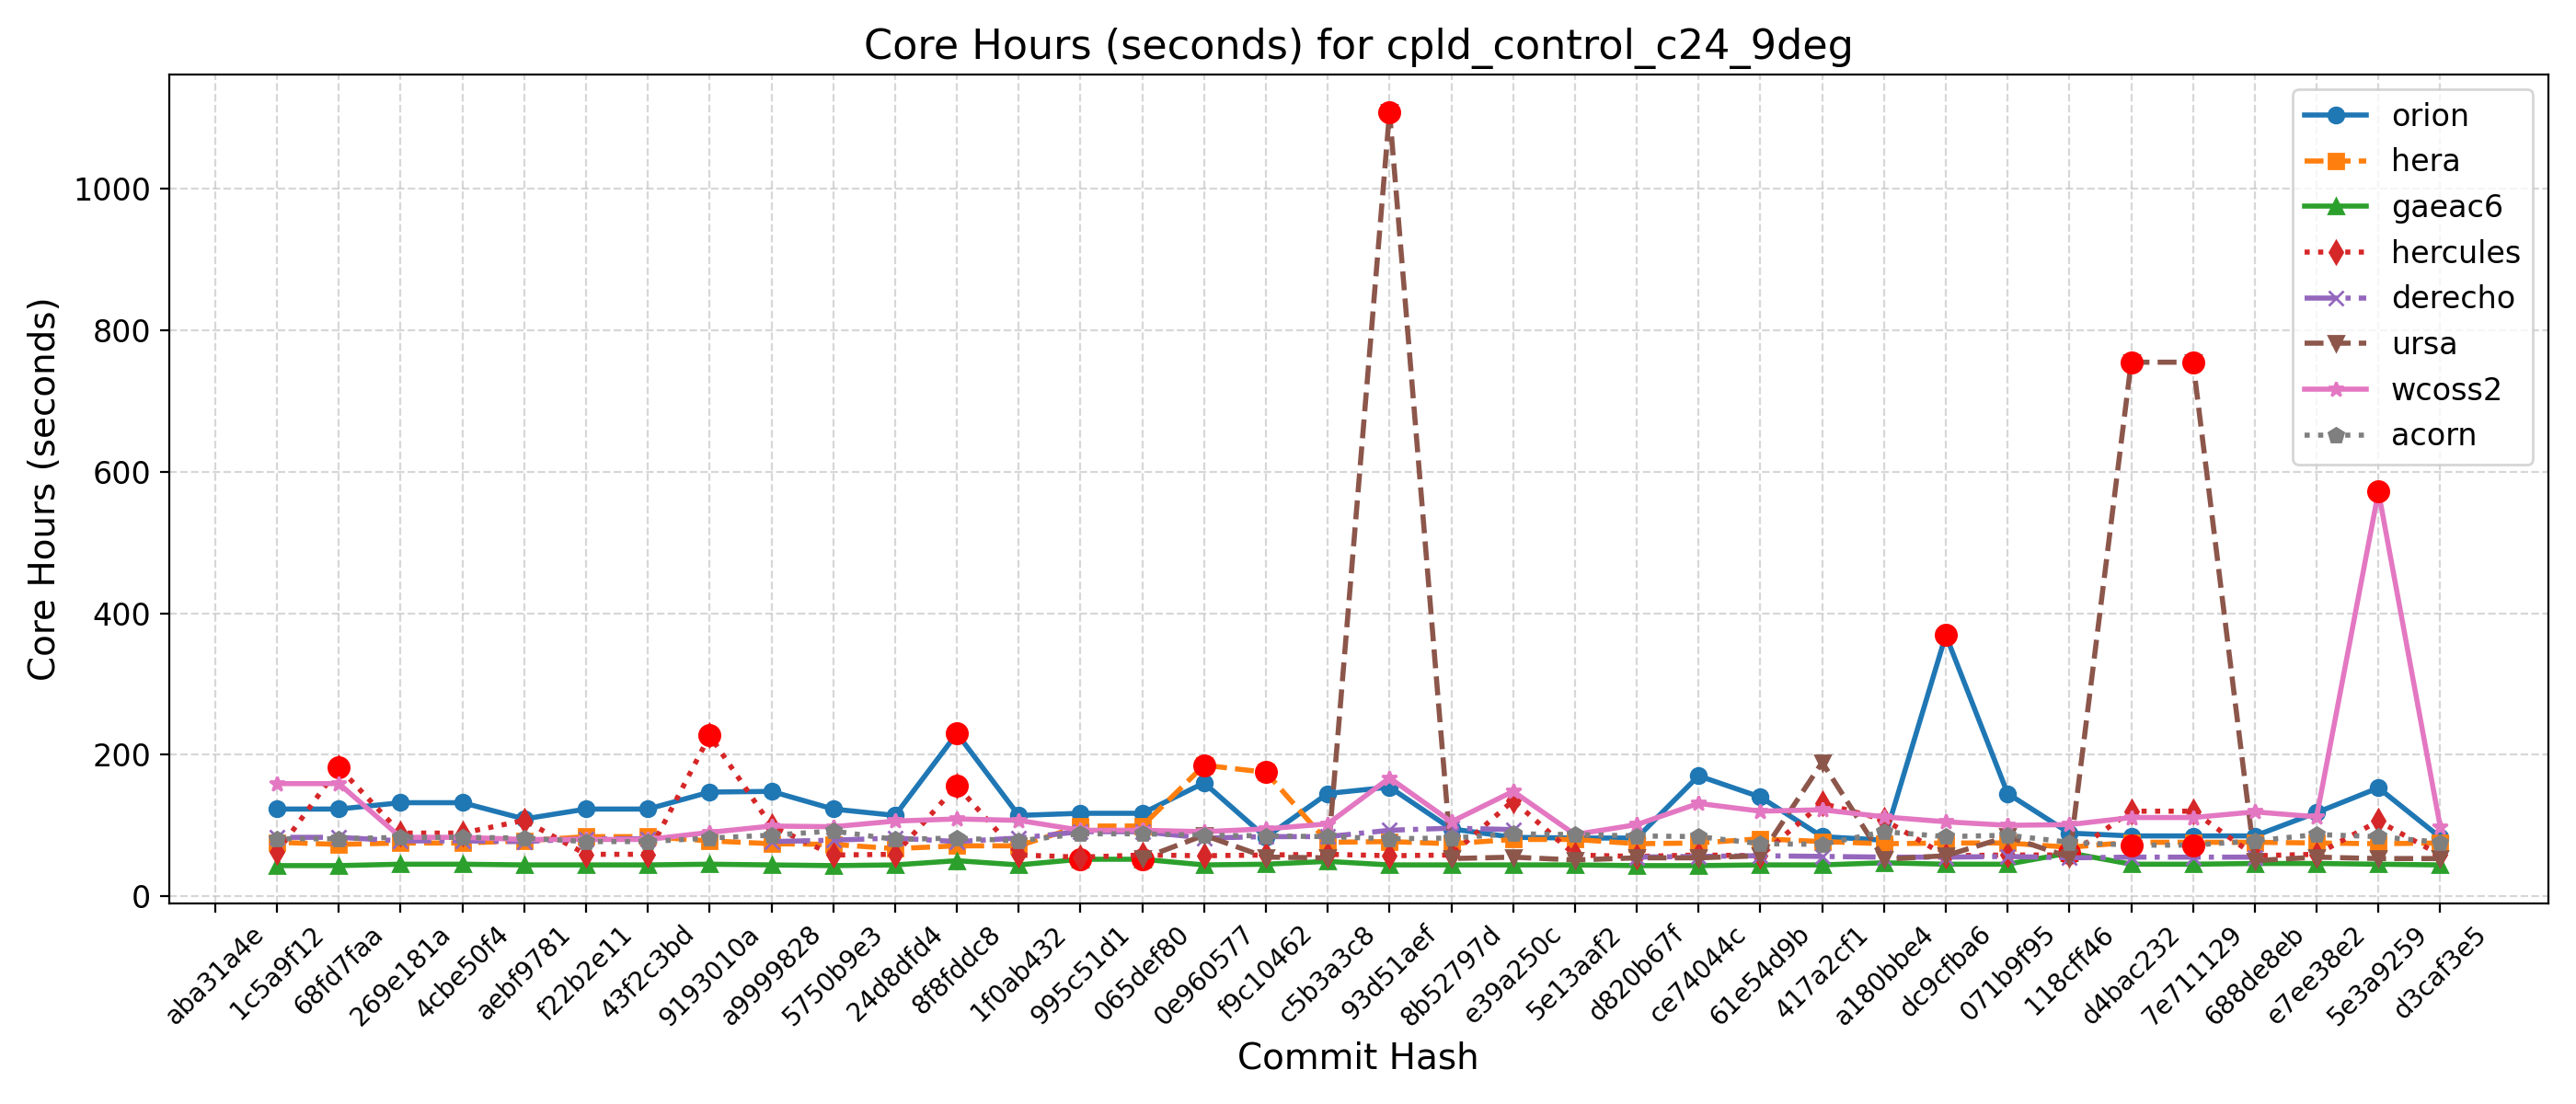 Core Hours (seconds) for cpld_control_c24_9deg
Core Hours (seconds)
1000
800
600
400
200
0
orion
hera
gaeac6
hercules
derecho
ursa
wcoss2
acorn
aba31a4e
1c5a9f12
68fd7faa
269e181a
4cbe50f4
aebf9781
f22b2e11
43f2c3bd
9193010a
a9999828
5750b9e3
24d8dfd4
8f8fddc8
1f0ab432
995c51d1
065def80
0e960577
f9c10462
c5b3a3c8
93d51aef
8b52797d
e39a250c
5e13aaf2
d820b67f
ce74044c
61e54d9b
417a2cf1
a180bbe4
dc9cfba6
071b9f95
118cff46
d4bac232
7e711129
688de8eb
e7ee38e2
5e3a9259
d3caf3e5
Commit Hash